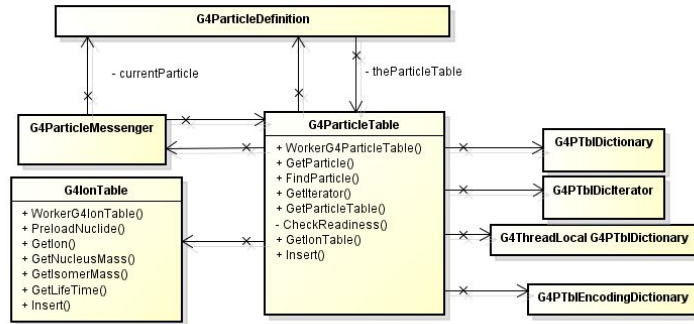 G4ParticleDefinition
- currentParticle
- theParticleTable
G4ParticleMessenger
G4ParticleTable
+ WorkerG4ParticleTable()
+ GetParticle()
+ FindParticle()
+ GetIterator()
+ GetParticleTable()
- CheckReadiness()
+ GetIonTable()
+ Insert()
G4IonTable
+ WorkerG4IonTable()
+ PreloadNuclide()
+ GetIon()
+ GetNucleusMass()
+ GetIsomerMass()
+ GetLifeTime()
+ Insert()
G4PTblDictionary
G4PTblDicIterator
G4ThreadLocal G4PTblDictionary
G4PTblEncodingDictionary